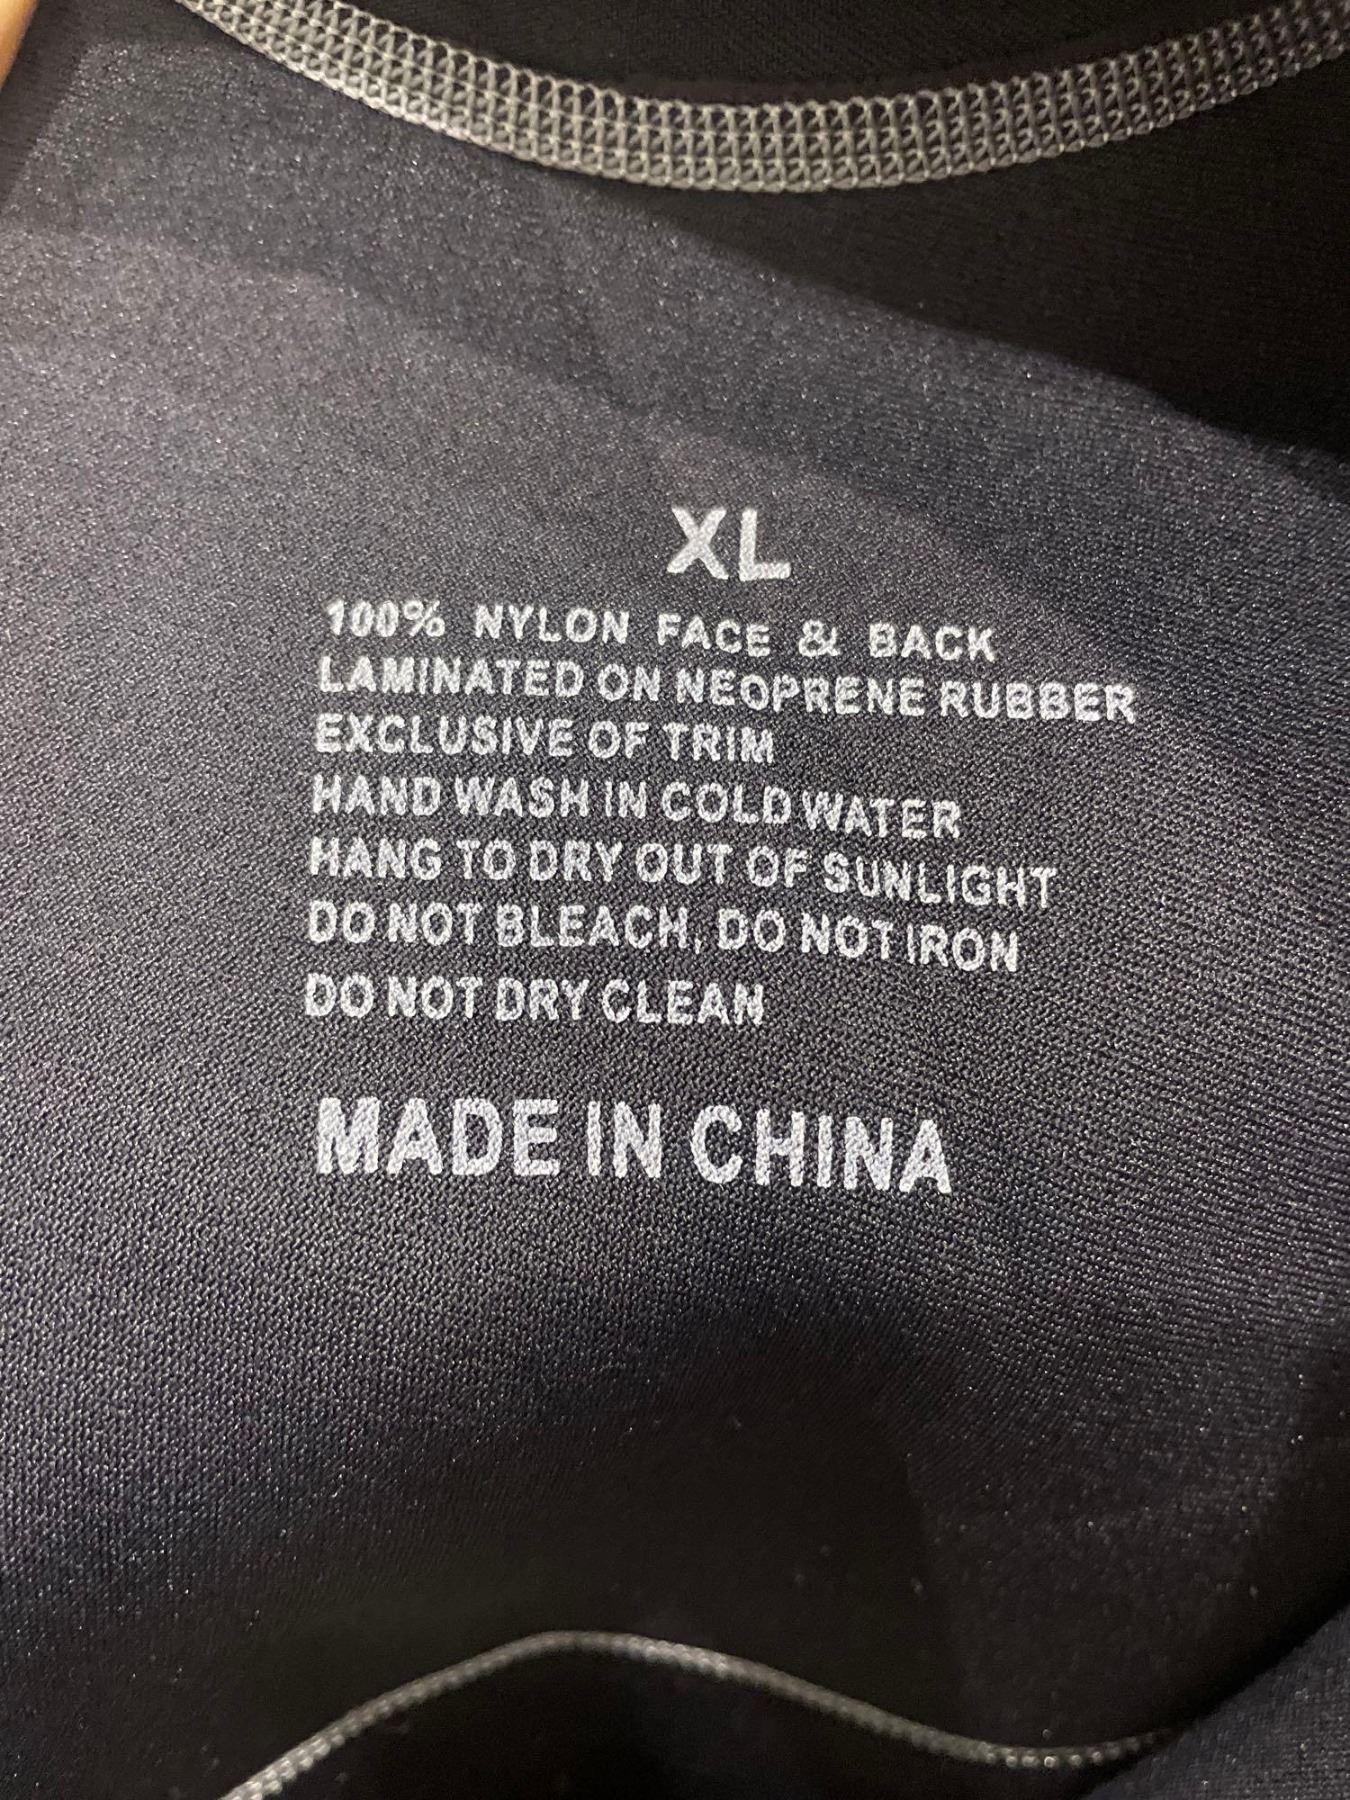 XL
100% NYLON FACE & BACK
LAMINATED ON NEOPRENE RUBBER
EXCLUSIVE OF TRIM
HAND WASH IN COLD WATER
HANG TO DRY OUT OF SUNLIGHT
DO NOT BLEACH, DO NOT IRON
DO NOT DRY CLEAN
MADE IN CHINA